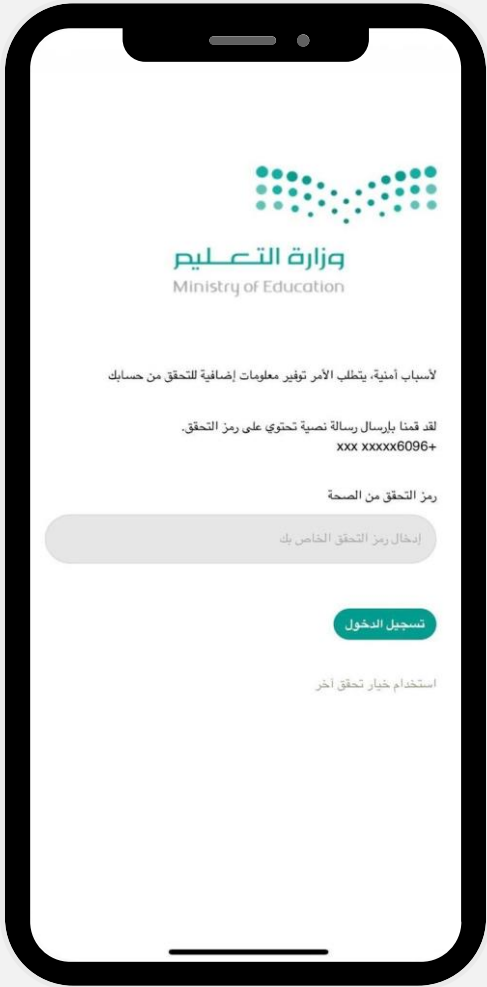 وزارة التعليم
Ministry of Education
لأسباب أمنية، يتطلب الأمر توفير معلومات إضافية للتحقق من حسابك
لقد قمنا بإرسال رسالة نصية تحتوي على رمز التحقق.
+xxx xxxxx6096
رمز التحقق من الصحة
إدخال رمز التحقق الخاص بك
تسجيل الدخول
استخدام خيار تحقق آخر